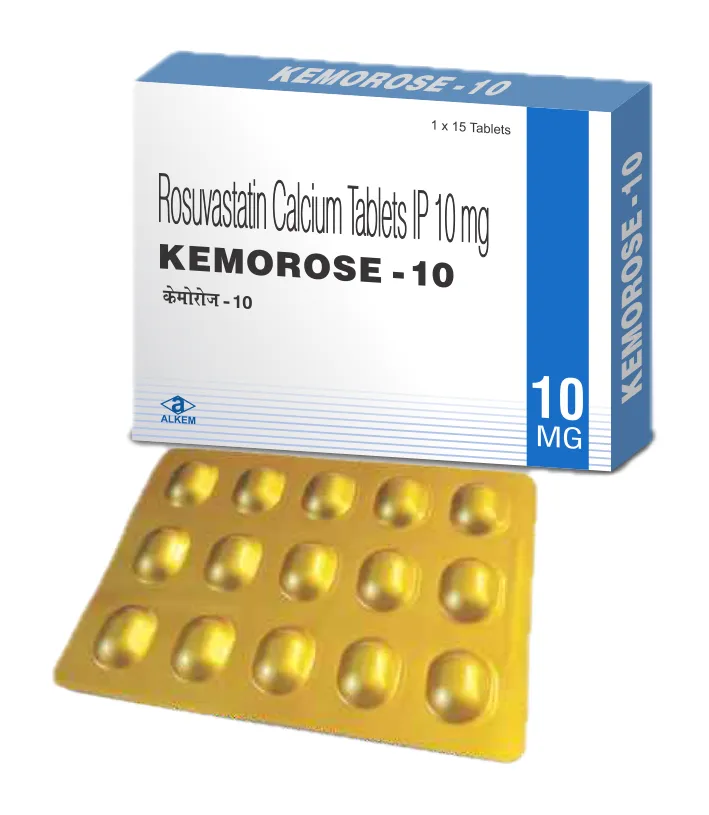 KEMOROSE - 10
1 x 15 Tablets
Rosuvastatin Calcium Tablets IP 10 mg
KEMOROSE - 10
केमोरोज - 10
a
ALKEM
10
MG
KEMOROSE - 10